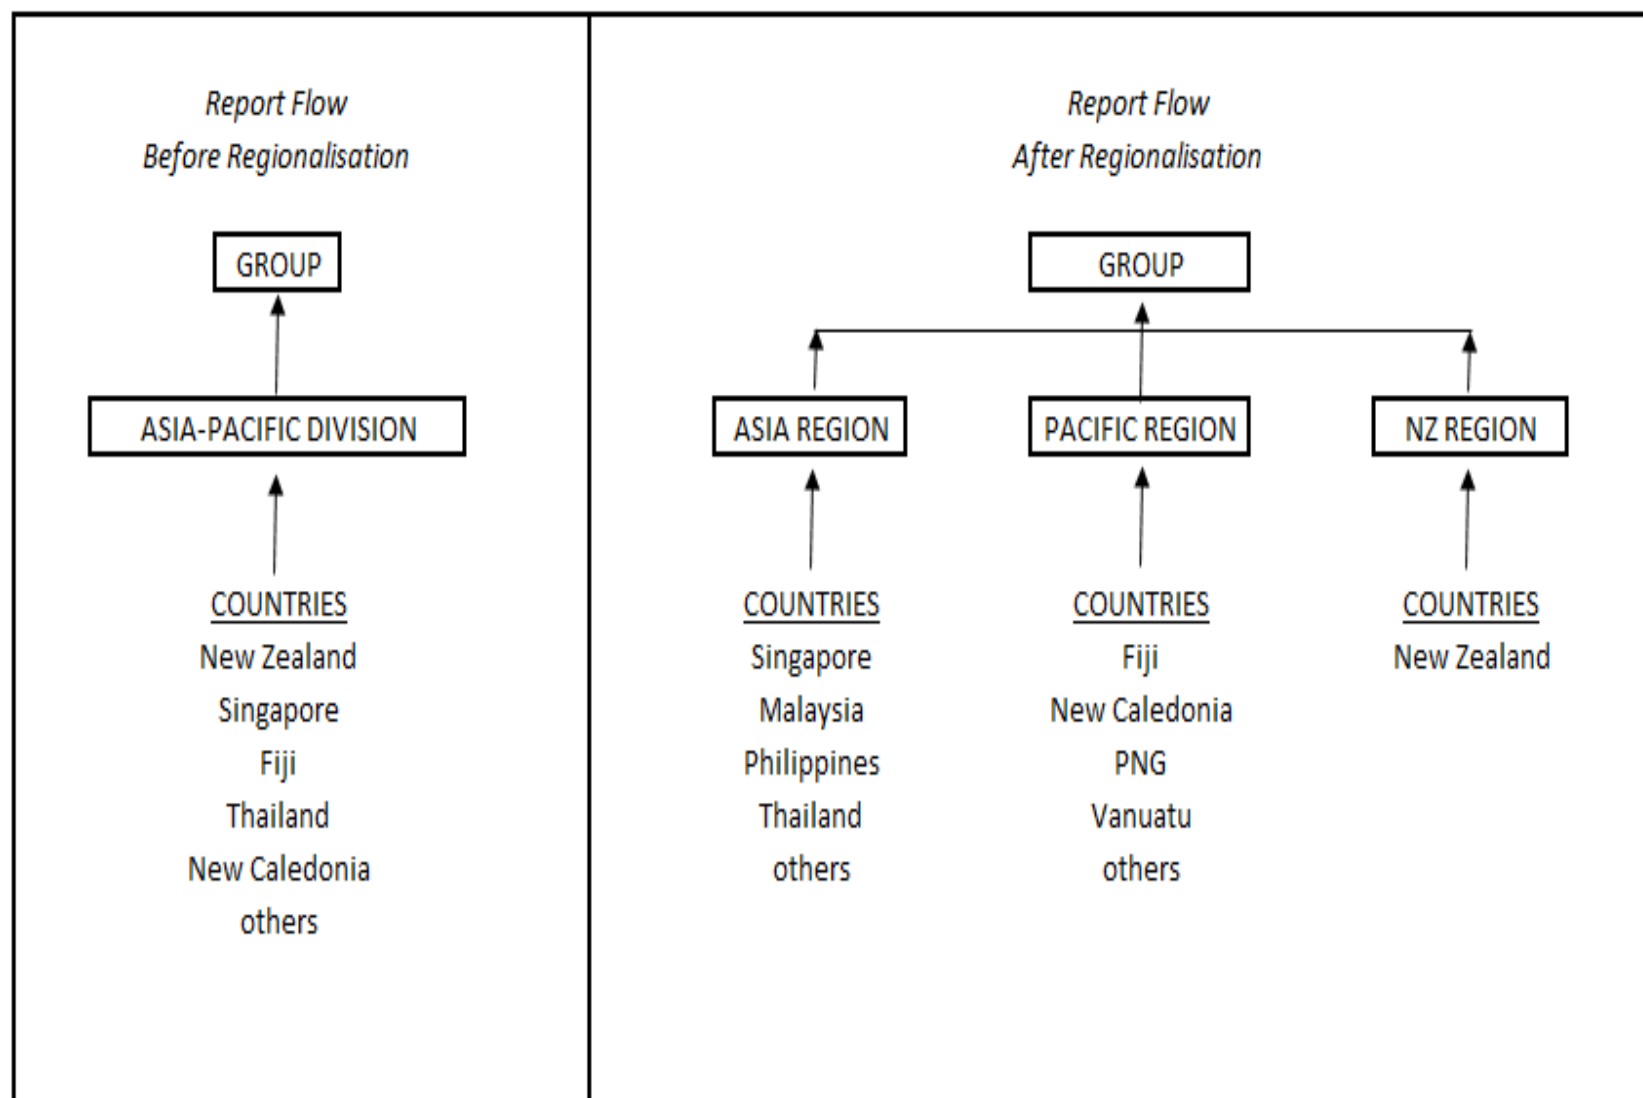 Report Flow
Before Regionalisation
GROUP
ASIA-PACIFIC DIVISION
COUNTRIES
New Zealand
Singapore
Fiji
Thailand
New Caledonia
others
Report Flow
After Regionalisation
GROUP
ASIA REGION
PACIFIC REGION
NZ REGION
COUNTRIES
Singapore
Malaysia
Philippines
Thailand
others
COUNTRIES
Fiji
New Caledonia
PNG
Vanuatu
others
COUNTRIES
New Zealand